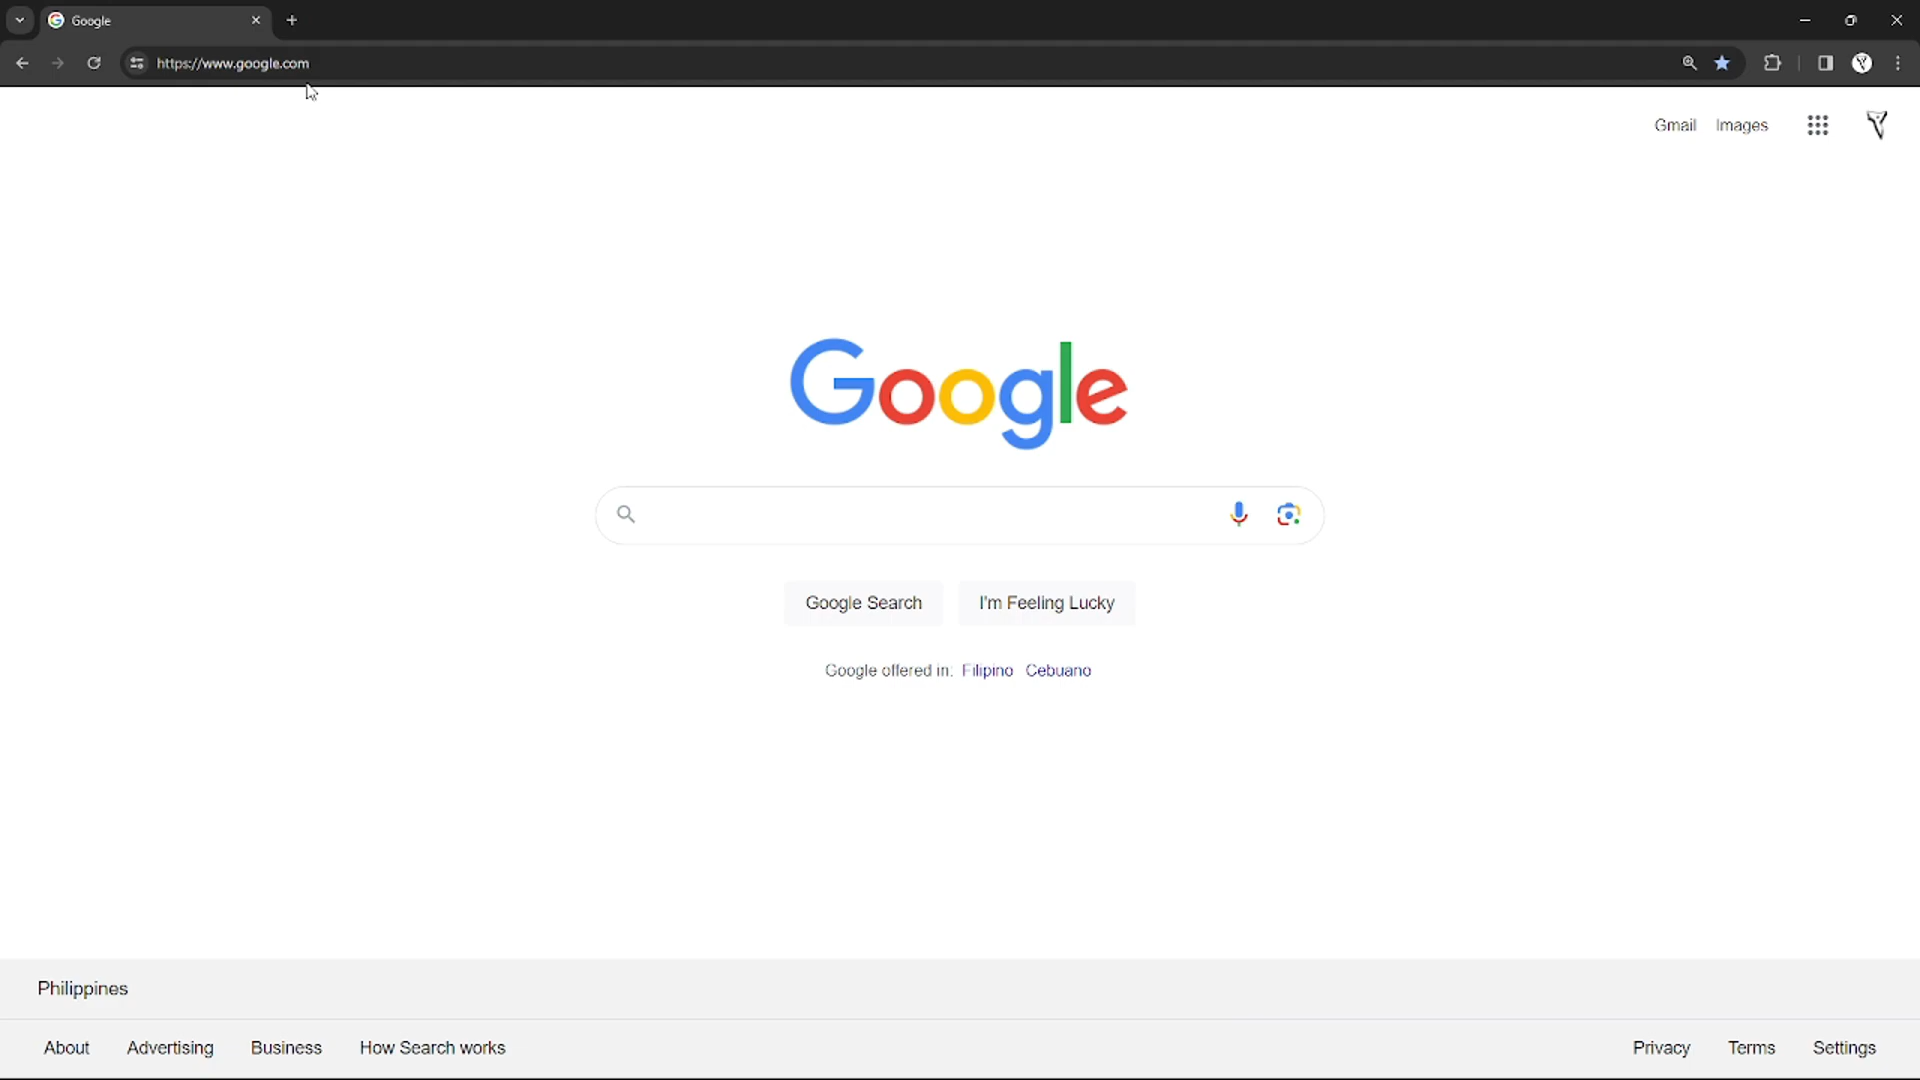 Google
https://www.google.com
Gmail Images
Google
Google Search I'm Feeling Lucky
Google offered in: Filipino Cebuano
Philippines
About Advertising Business How Search works Privacy Terms Settings